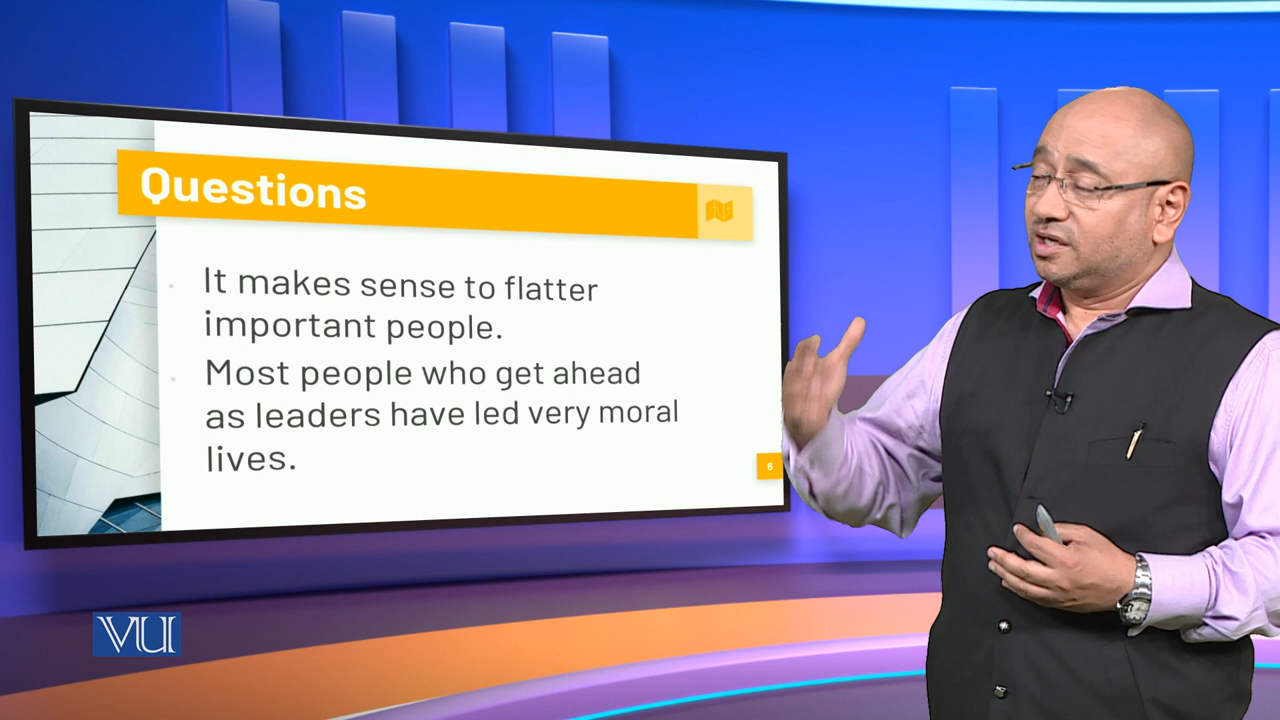 Questions
It makes sense to flatter
important people.
Most people who get ahead
as leaders have led very moral
lives.
6
VU